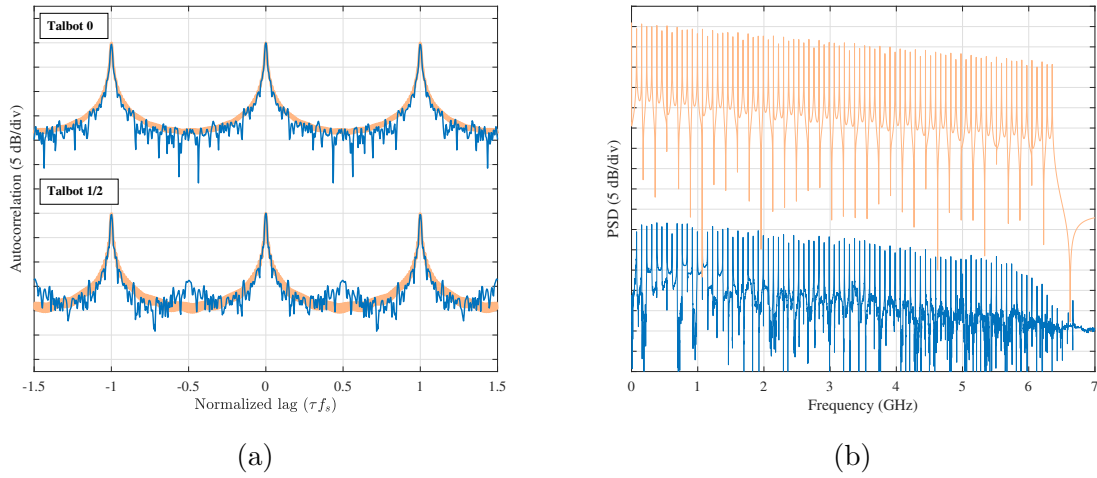 Talbot 0
Talbot 1/2
Autocorrelation (5 dB/div)
-1.5 -1 -0.5 0 0.5 1 1.5
Normalized lag (τfs)
(a)
PSD (5 dB/div)
0 1 2 3 4 5 6 7
Frequency (GHz)
(b)